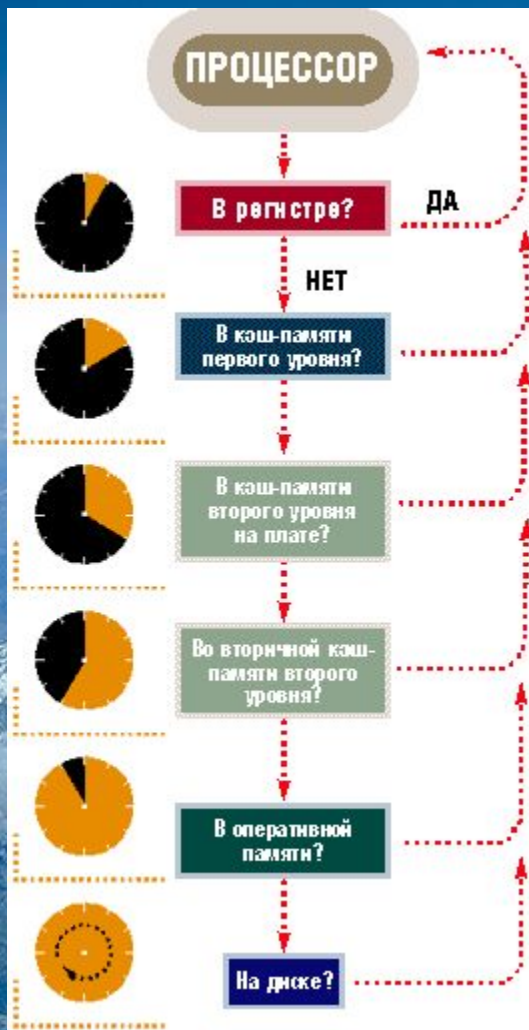 ПРОЦЕССОР
В регистре?
ДА
НЕТ
В кэш-памяти
первого уровня?
В кэш-памяти
второго уровня
на плате?
Во вторичной кэш-
памяти второго
уровня?
В оперативной
памяти?
На диске?